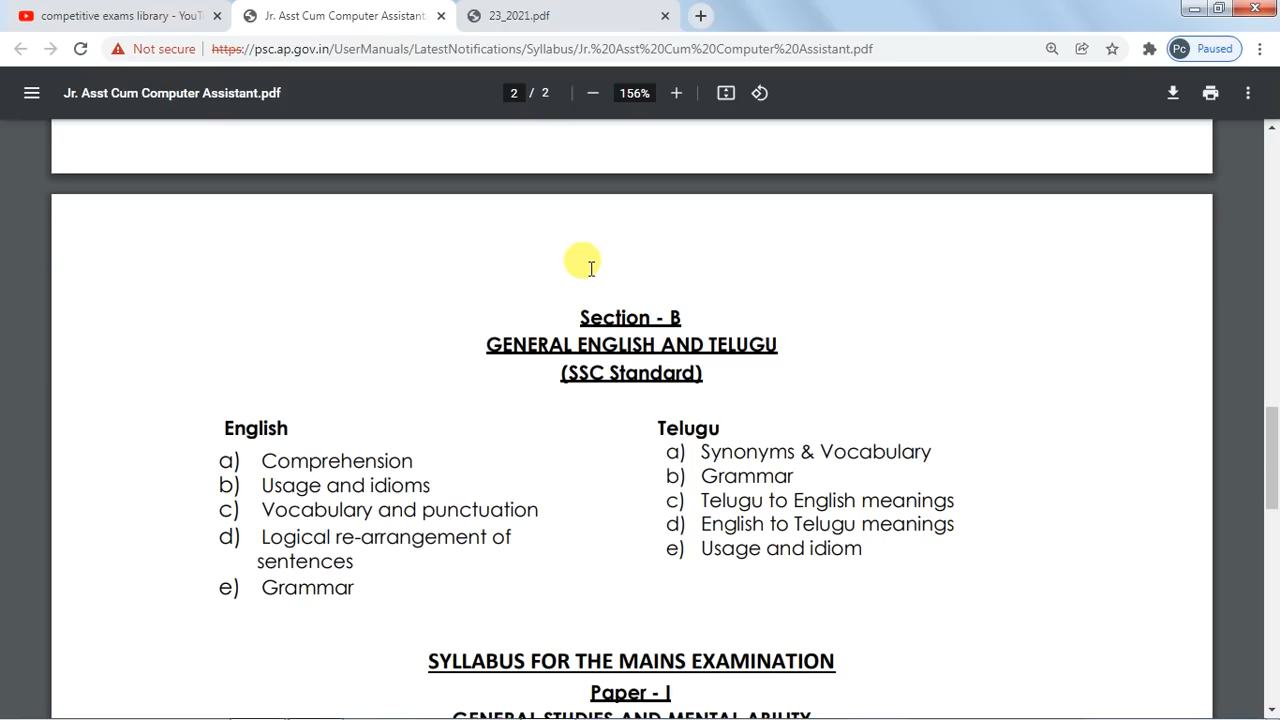 competitive exams library - YouT
Jr. Asst Cum Computer Assistant.
23_2021.pdf
Not secure
https://psc.ap.gov.in/UserManuals/LatestNotifications/Syllabus/Jr.%20Asst%20Cum%20Computer%20Assistant.pdf
Pc Paused
Jr. Asst Cum Computer Assistant.pdf
2 / 2
156%
Section - B
GENERAL ENGLISH AND TELUGU
(SSC Standard)
English
a) Comprehension
b) Usage and idioms
c) Vocabulary and punctuation
d) Logical re-arrangement of
sentences
e) Grammar
Telugu
a) Synonyms & Vocabulary
b) Grammar
c) Telugu to English meanings
d) English to Telugu meanings
e) Usage and idiom
SYLLABUS FOR THE MAINS EXAMINATION
Paper - I
GENERAL STUDIES AND MENTAL ABILITY